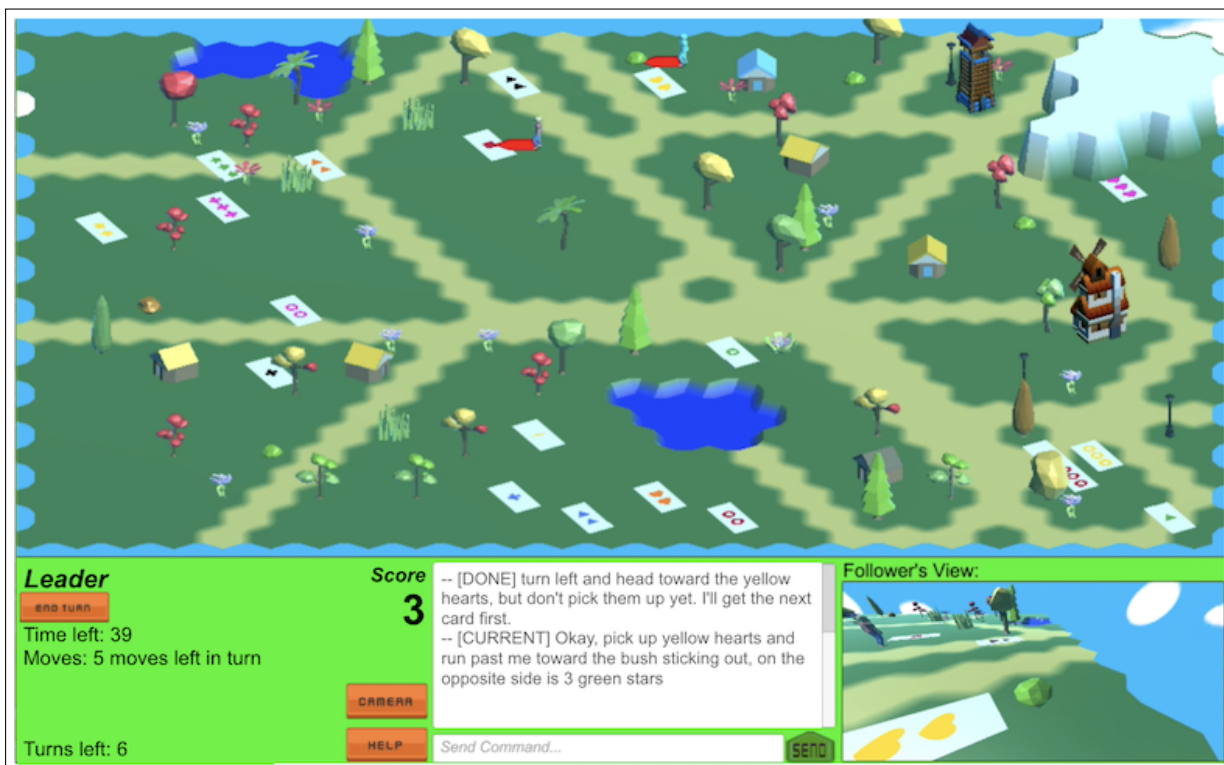 Leader
END TURN
Time left: 39
Moves: 5 moves left in turn
Turns left: 6
Score
3
CAMERA
HELP
-- [DONE] turn left and head toward the yellow
hearts, but don't pick them up yet. I'll get the next
card first.
-- [CURRENT] Okay, pick up yellow hearts and
run past me toward the bush sticking out, on the
opposite side is 3 green stars
Send Command...
SEND
Follower's View: